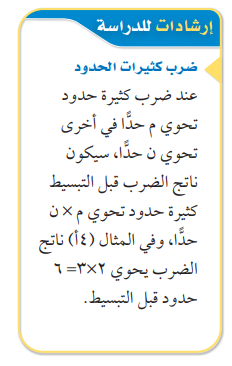 إرشادات للدراسة
ضرب كثيرات الحدود
عند ضرب كثيرة حدود
تحوي م حدًّا في أخرى
تحوي ن حدًّا، سيكون
ناتج الضرب قبل التبسيط
كثيرة حدود تحوي م × ن
حدًّا، وفي المثال (٤أ) ناتج
الضرب يحوي ٢×٣= ٦
حدود قبل التبسيط.